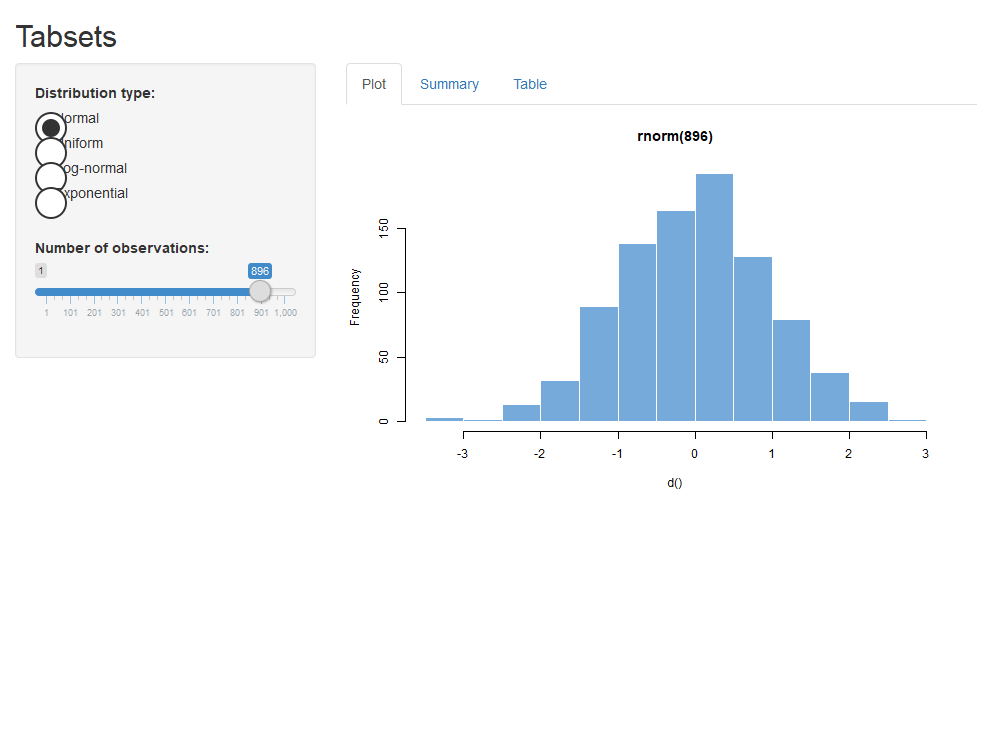 Tabsets
Distribution type:
ormal
niform
og-normal
xponential
Number of observations:
1 896
1 101 201 301 401 501 601 701 801 901 1,000
Plot Summary Table
rnorm(896)
Frequency
0 50 100 150
-3 -2 -1 0 1 2 3
d()